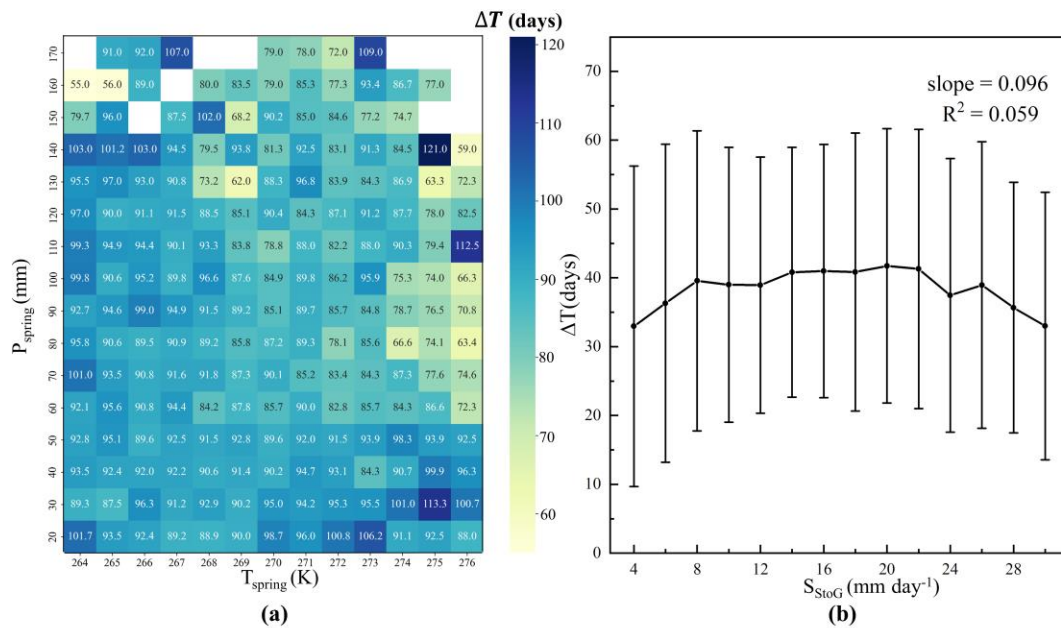 ΔT (days)
170 91.0 92.0 107.0 79.0 78.0 72.0 109.0
160 55.0 56.0 89.0 80.0 83.5 79.0 85.3 77.3 93.4 86.7 77.0
150 79.7 96.0 87.5 102.0 68.2 90.2 85.0 84.6 77.2 74.7
140 103.0 101.2 103.0 94.5 79.5 93.8 81.3 92.5 83.1 91.3 84.5 121.0 59.0
130 95.5 97.0 93.0 90.8 73.2 62.0 88.3 96.8 83.9 84.3 86.9 63.3 72.3
120 97.0 90.0 91.1 91.5 88.5 85.1 90.4 84.3 87.1 91.2 87.7 78.0 82.5
110 99.3 94.9 94.4 90.1 93.3 83.8 78.8 88.0 82.2 88.0 90.3 79.4 112.5
100 99.8 90.6 95.2 89.8 96.6 87.6 84.9 89.8 86.2 95.9 75.3 74.0 66.3
90 92.7 94.6 99.0 94.9 91.5 89.2 85.1 89.7 85.7 84.8 78.7 76.5 70.8
80 95.8 90.6 89.5 90.9 89.2 85.8 87.2 89.3 78.1 85.6 66.6 74.1 63.4
70 101.0 93.5 90.8 91.6 91.8 87.3 90.1 85.2 83.2 84.3 87.3 77.6 74.6
60 92.1 95.6 90.8 94.4 84.2 87.8 85.7 90.0 82.8 85.7 84.3 86.6 72.3
50 92.8 95.1 89.6 92.5 91.5 92.8 89.6 92.0 91.5 93.9 98.3 93.9 92.5
40 93.5 92.4 92.0 92.2 90.6 91.4 90.2 94.7 93.1 84.3 90.7 99.9 96.3
30 89.3 87.5 96.3 91.2 92.9 90.2 95.0 94.2 95.3 95.5 101.0 113.3 100.7
20 101.7 93.5 92.4 89.2 88.9 90.0 98.7 96.0 100.8 106.2 91.1 92.5 88.0
264 265 266 267 268 269 270 271 272 273 274 275 276
P_spring (mm)
T_spring (K)
120
110
100
90
80
70
60
(a)
slope = 0.096
R² = 0.059
70
60
50
40
30
20
10
0
ΔT(days)
4 8 12 16 20 24 28
S_StoG (mm day⁻¹)
(b)